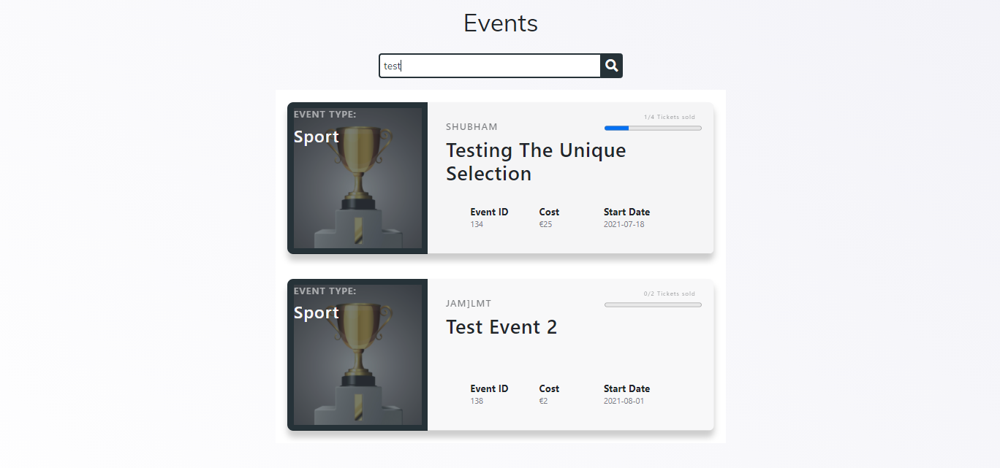 Events
test
EVENT TYPE:
Sport
1/4 Tickets sold
SHUBHAM
Testing The Unique
Selection
Event ID Cost Start Date
134 €25 2021-07-18
EVENT TYPE:
Sport
0/2 Tickets sold
JAM]LMT
Test Event 2
Event ID Cost Start Date
138 €2 2021-08-01